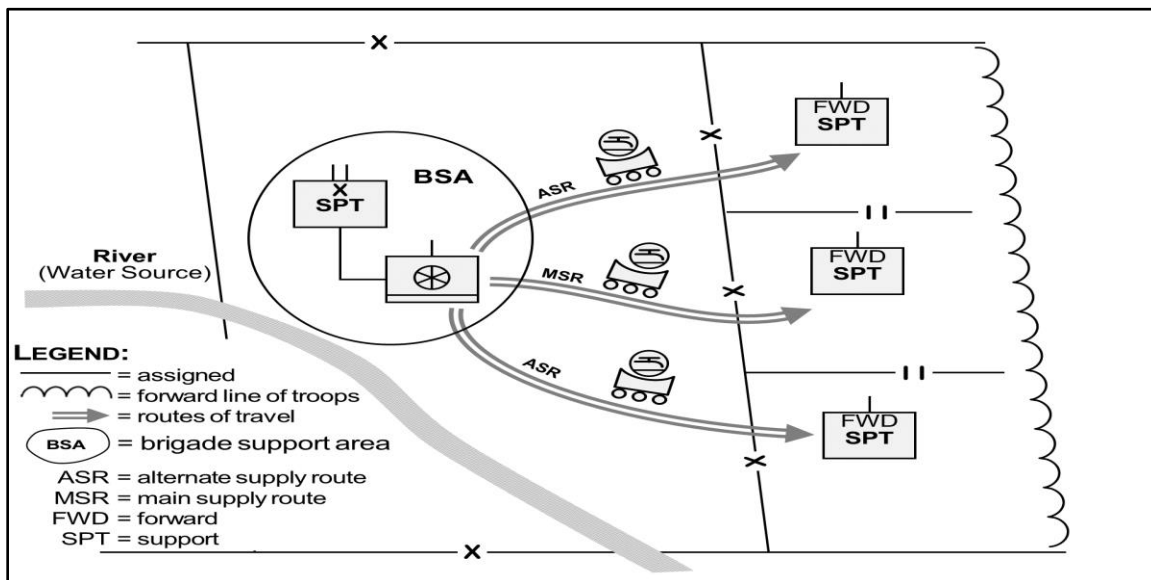 FWD
SPT
BSA
SPT
ASR
River
(Water Source)
MSR
FWD
SPT
LEGEND:
= assigned
= forward line of troops
= routes of travel
BSA = brigade support area
ASR = alternate supply route
MSR = main supply route
FWD = forward
SPT = support
ASR
FWD
SPT